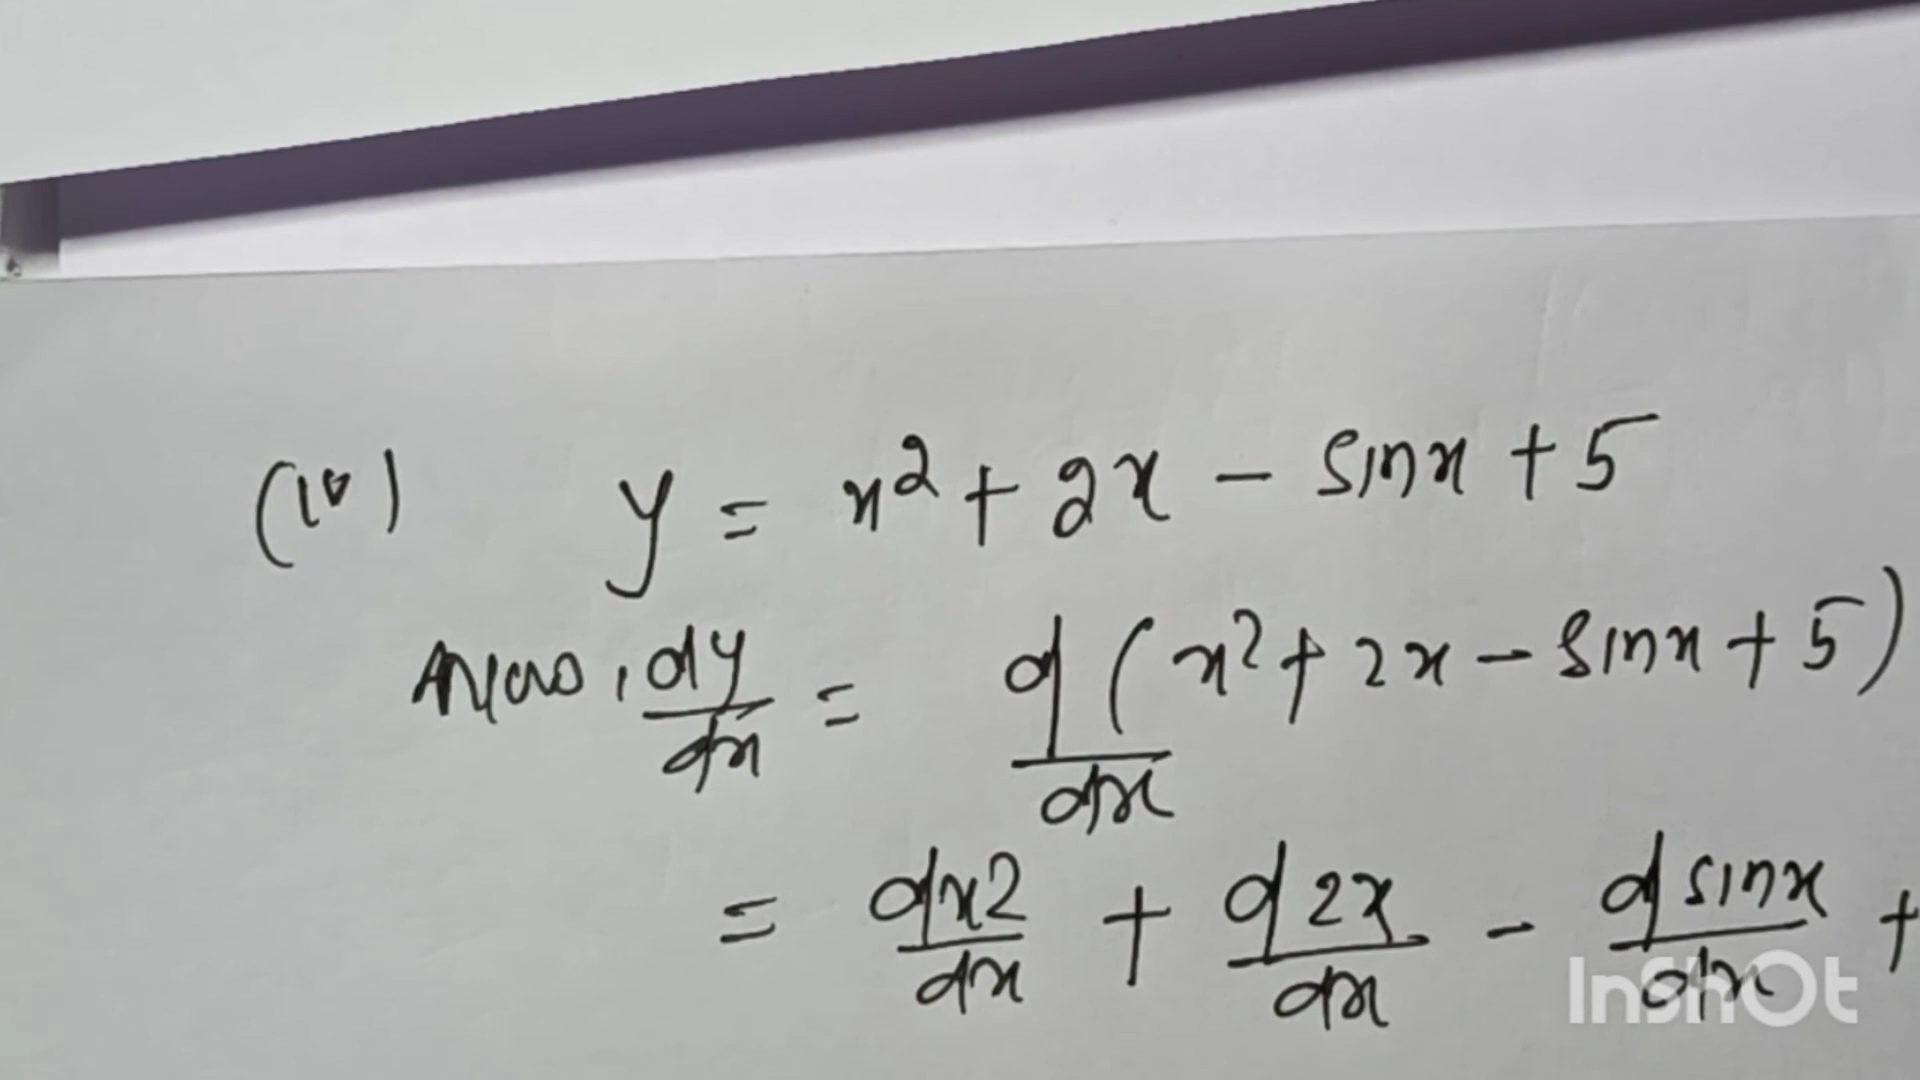 (iv) y = x² + 2x - sinx + 5
dy/dx = d/dx (x² + 2x - sinx + 5)
= dx2/dx + d2x/dx - dsinx/dx +
InShOt